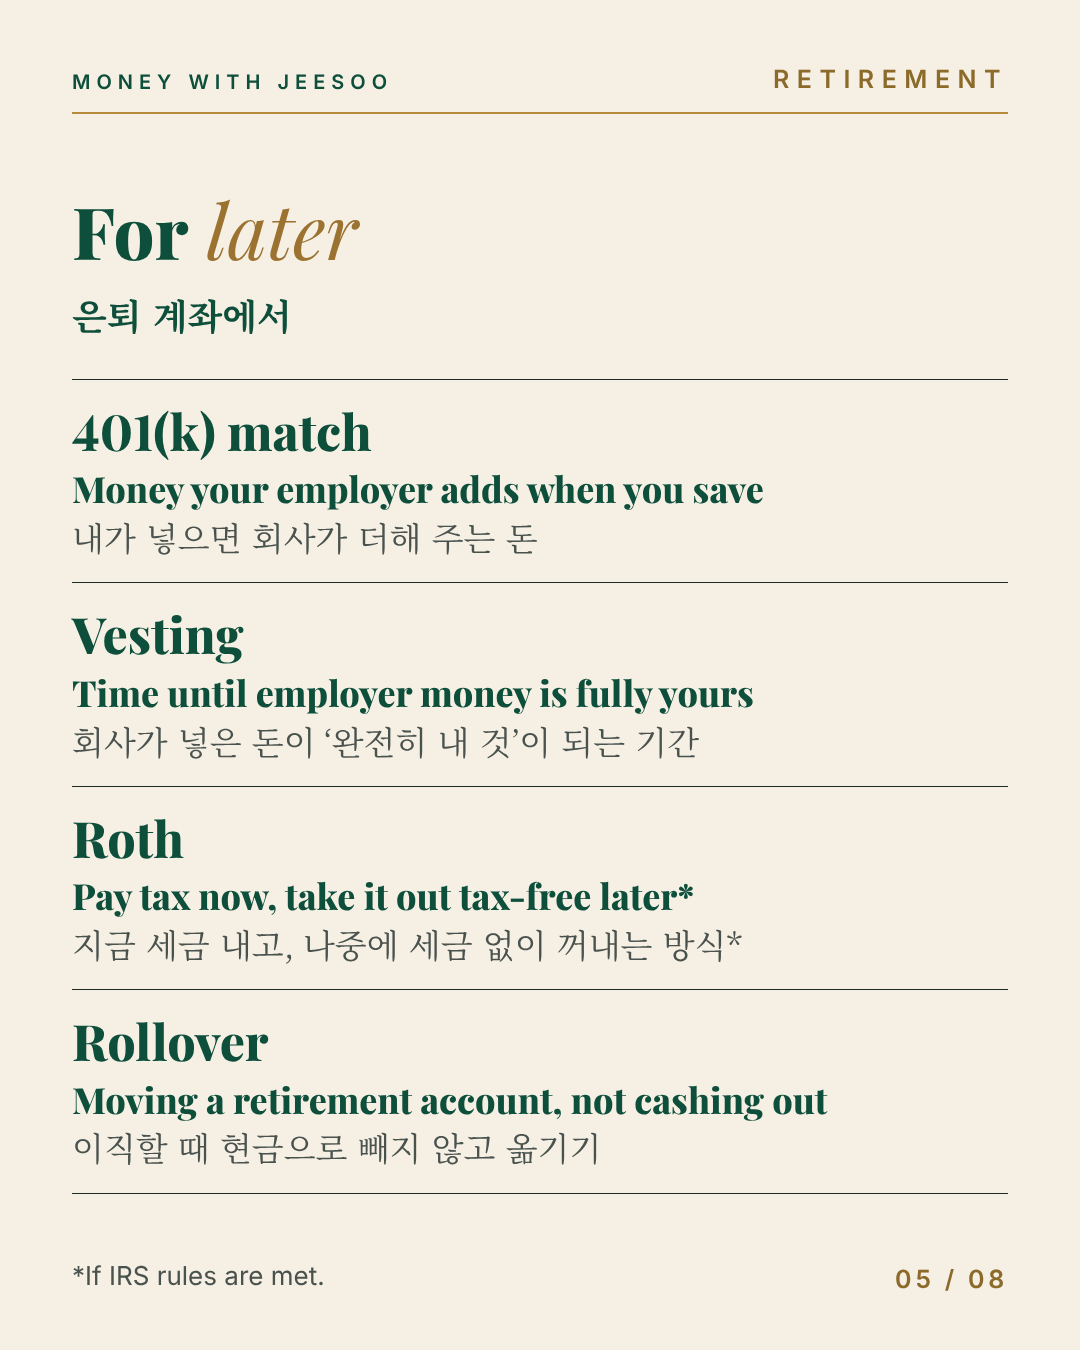 MONEY WITH JEESOO
RETIREMENT
For later
은퇴 계좌에서
401(k) match
Money your employer adds when you save
내가 넣으면 회사가 더해 주는 돈
Vesting
Time until employer money is fully yours
회사가 넣은 돈이 ‘완전히 내 것’이 되는 기간
Roth
Pay tax now, take it out tax-free later*
지금 세금 내고, 나중에 세금 없이 꺼내는 방식*
Rollover
Moving a retirement account, not cashing out
이직할 때 현금으로 빼지 않고 옮기기
*If IRS rules are met.
05 / 08